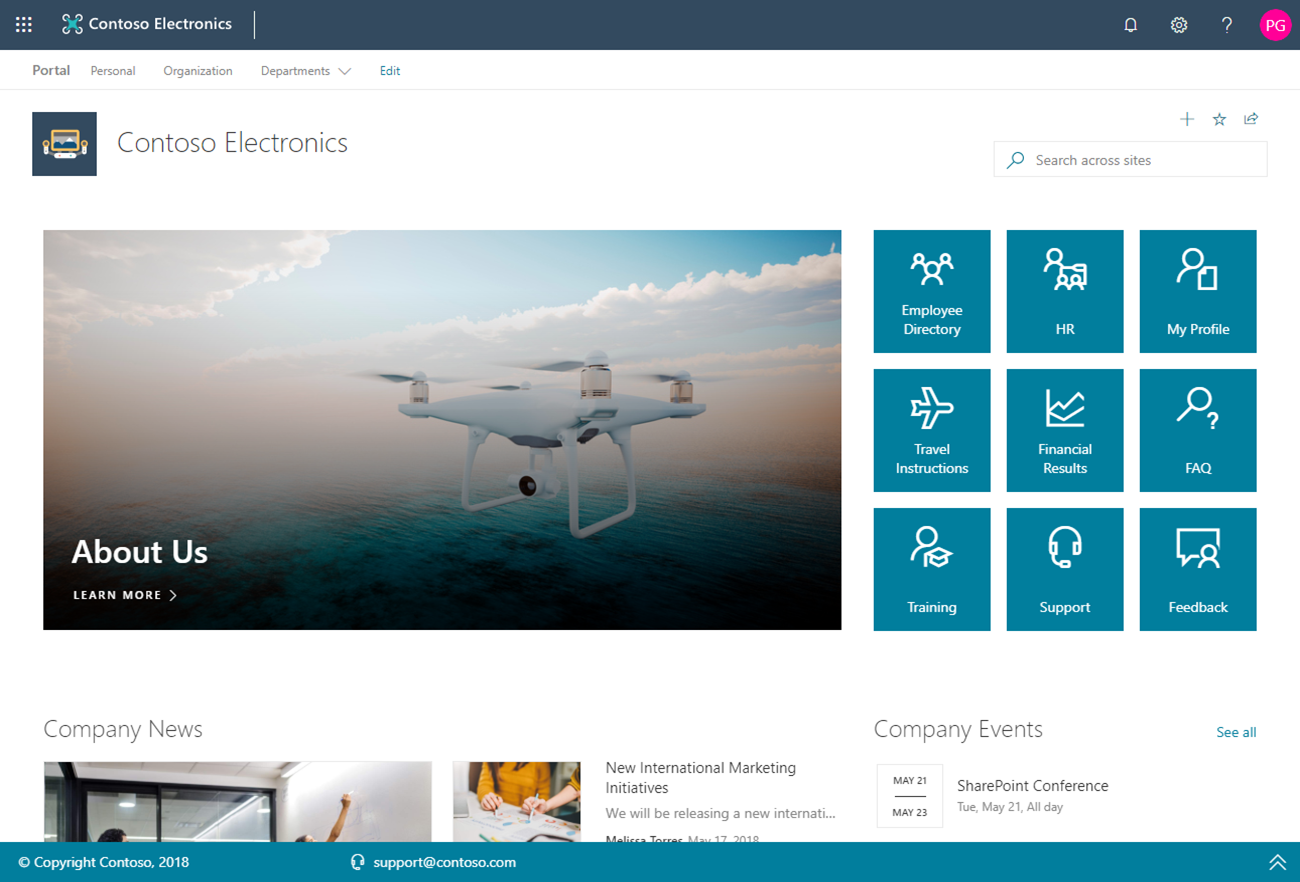 Contoso Electronics
PG
Portal
Personal
Organization
Departments
Edit
Contoso Electronics
Search across sites
About Us
LEARN MORE
Employee
Directory
HR
My Profile
Travel
Instructions
Financial
Results
FAQ
Training
Support
Feedback
Company News
New International Marketing
Initiatives
We will be releasing a new internati...
Melissa Torres May 17, 2018
Company Events
See all
MAY 21
MAY 23
SharePoint Conference
Tue, May 21, All day
© Copyright Contoso, 2018
support@contoso.com